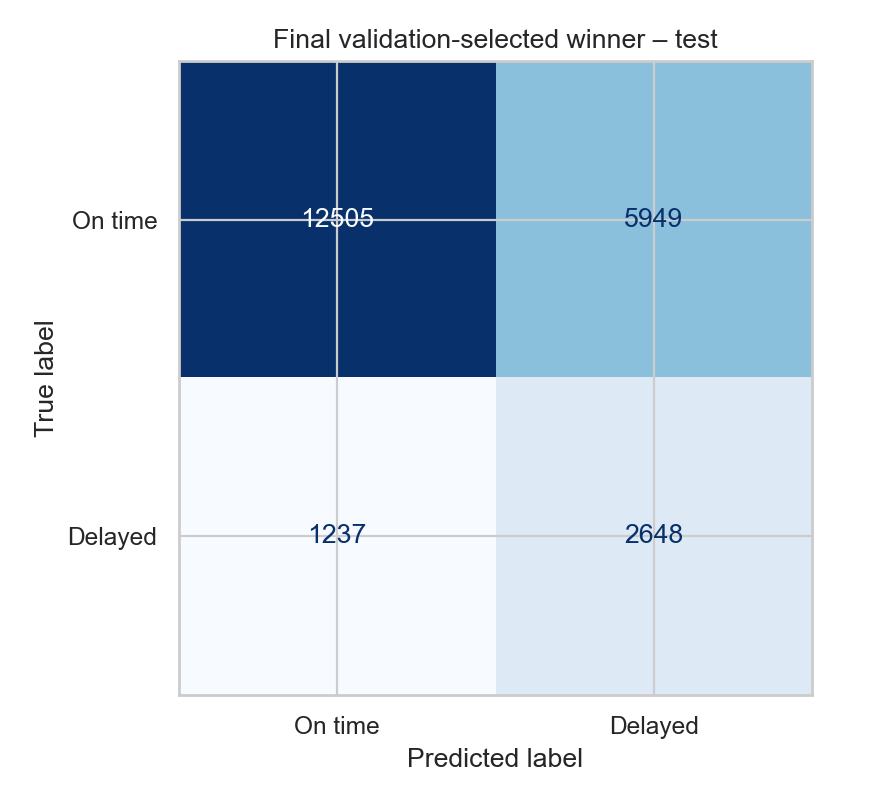 Final validation-selected winner – test
On time
12505
5949
True label
Delayed
1237
2648
On time
Delayed
Predicted label